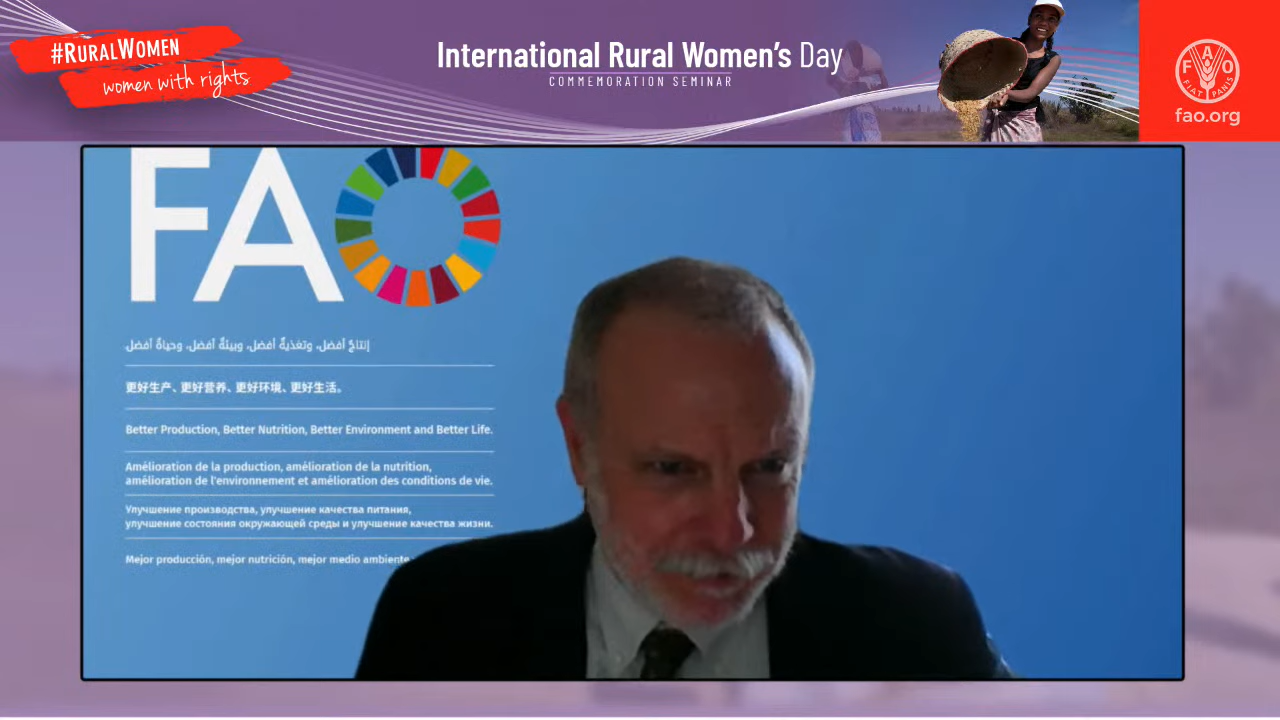 #RURALWOMEN
women with rights
International Rural Women's Day
COMMEMORATION SEMINAR
FAO
FIAT PANIS
fao.org
FAO
إنتاجٌ أفضل، وتغذيةٌ أفضل، وبيئةٌ أفضل، وحياةٌ أفضل.
更好生产、更好营养、更好环境、更好生活。
Better Production, Better Nutrition, Better Environment and Better Life.
Amélioration de la production, amélioration de la nutrition,
amélioration de l'environnement et amélioration des conditions de vie.
Улучшение производства, улучшение качества питания,
улучшение состояния окружающей среды и улучшение качества жизни.
Mejor producción, mejor nutrición, mejor medio ambiente